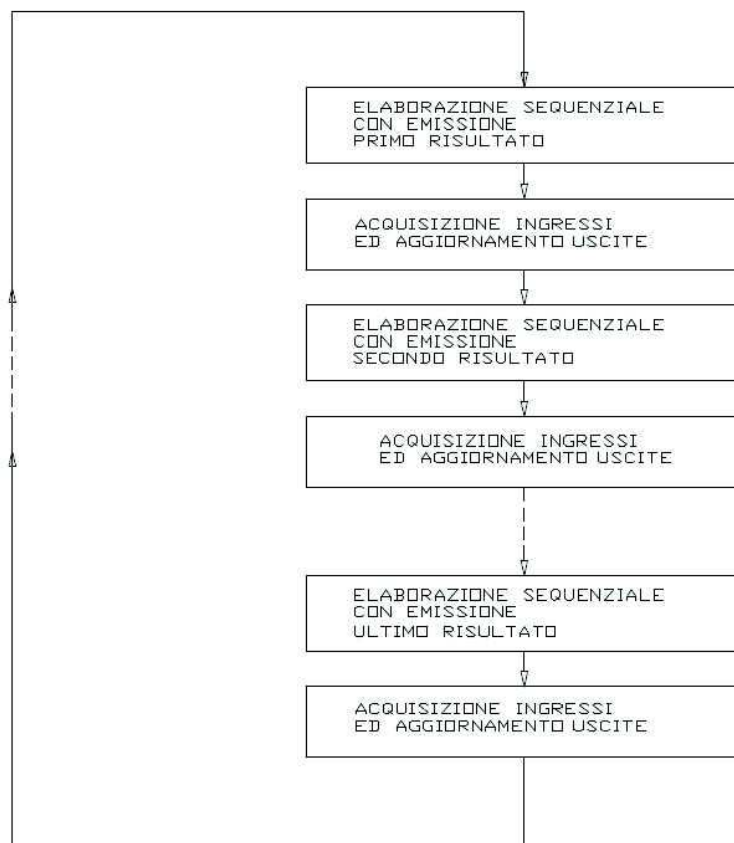 ELABORAZIONE SEQUENZIALE
CON EMISSIONE
PRIMO RISULTATO
ACQUISIZIONE INGRESSI
ED AGGIORNAMENTO USCITE
ELABORAZIONE SEQUENZIALE
CON EMISSIONE
SECONDO RISULTATO
ACQUISIZIONE INGRESSI
ED AGGIORNAMENTO USCITE
ELABORAZIONE SEQUENZIALE
CON EMISSIONE
ULTIMO RISULTATO
ACQUISIZIONE INGRESSI
ED AGGIORNAMENTO USCITE